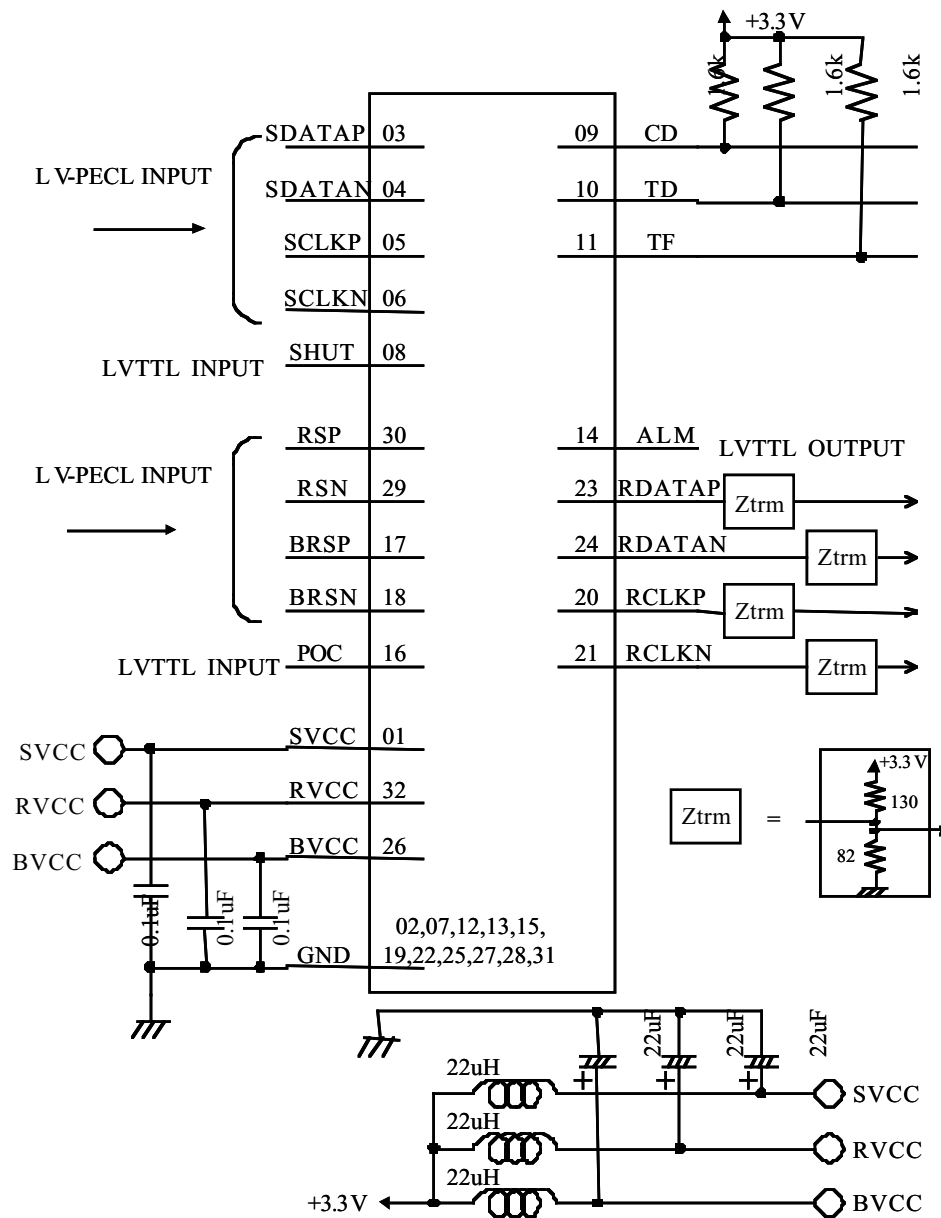 +3.3V
1.6k
1.6k
1.6k
SDATAP 03
09 CD
LV-PECL INPUT
SDATAN 04
10 TD
SCLKP 05
11 TF
SCLKN 06
LVTTL INPUT
SHUT 08
RSP 30
14 ALM
LVTTL OUTPUT
LV-PECL INPUT
RSN 29
23 RDATAP
Ztrm
BRSP 17
24 RDATAN
Ztrm
BRSN 18
20 RCLKP
Ztrm
LVTTL INPUT
POC 16
21 RCLKN
Ztrm
SVCC
SVCC 01
RVCC
RVCC 32
BVCC
BVCC 26
+3.3V
130
Ztrm =
82
0.1uF
0.1uF
0.1uF
02,07,12,13,15,
GND
19,22,25,27,28,31
22uF
22uF
22uF
+
+
+
22uH
SVCC
22uH
RVCC
22uH
+3.3V
BVCC